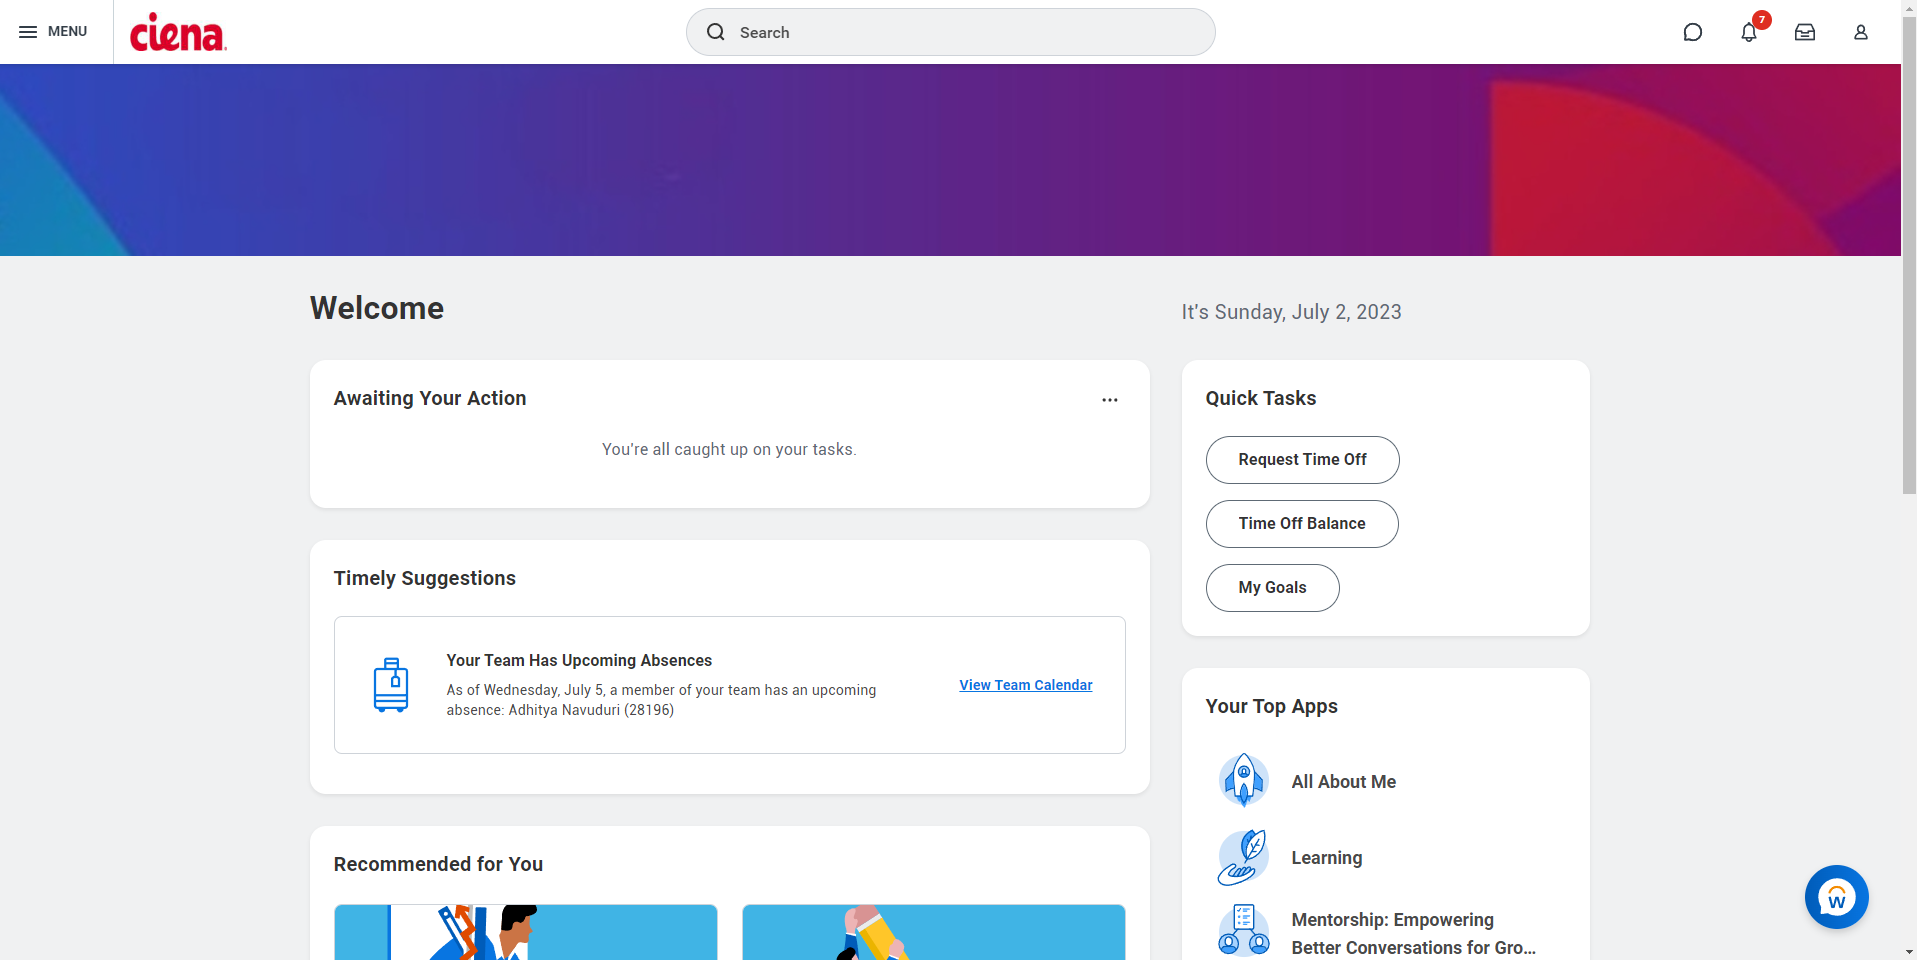 MENU
ciena
Search
7
Welcome
It's Sunday, July 2, 2023
Awaiting Your Action
You're all caught up on your tasks.
Quick Tasks
Request Time Off
Time Off Balance
My Goals
Timely Suggestions
Your Team Has Upcoming Absences
As of Wednesday, July 5, a member of your team has an upcoming
absence: Adhitya Navuduri (28196)
View Team Calendar
Your Top Apps
All About Me
Learning
Mentorship: Empowering
Better Conversations for Gro...
Recommended for You
W